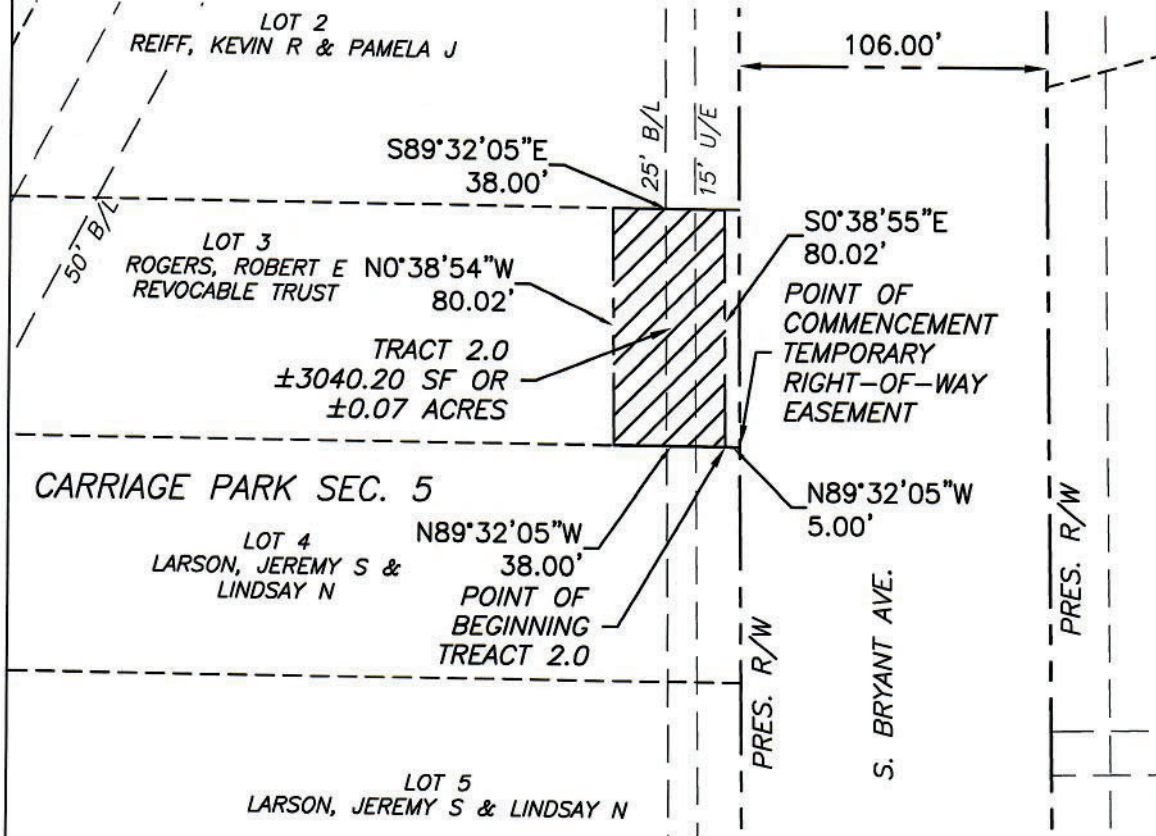 LOT 2
REIFF, KEVIN R & PAMELA J
106.00'
25' B/L
15' U/E
S89°32'05"E
38.00'
50' B/L
LOT 3
ROGERS, ROBERT E
REVOCABLE TRUST
N0°38'54"W
80.02'
S0°38'55"E
80.02'
TRACT 2.0
±3040.20 SF OR
±0.07 ACRES
POINT OF
COMMENCEMENT
TEMPORARY
RIGHT-OF-WAY
EASEMENT
CARRIAGE PARK SEC. 5
N89°32'05"W
5.00'
LOT 4
LARSON, JEREMY S &
LINDSAY N
N89°32'05"W
38.00'
POINT OF
BEGINNING
TREACT 2.0
PRES. R/W
S. BRYANT AVE.
PRES. R/W
LOT 5
LARSON, JEREMY S & LINDSAY N